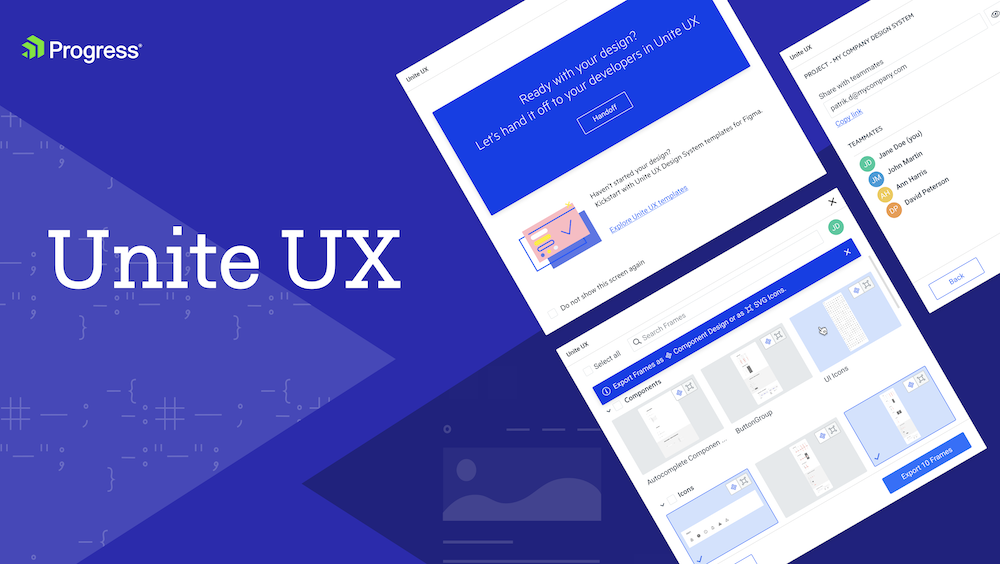 Progress®
Unite UX
Unite UX
Ready with your design?
Let's hand it off to your developers in Unite UX
Handoff
Haven't started your design?
Kickstart with Unite UX Design System templates for Figma.
Explore Unite UX templates
Do not show this screen again
Unite UX
PROJECT - MY COMPANY DESIGN SYSTEM
Share with teammates
patrik.d@mycompany.com
Copy link
TEAMMATES
JD Jane Doe (you)
JM John Martin
AH Ann Harris
DP David Peterson
Back
Unite UX
JD
Select all
Search Frames
Export Frames as Component Design or as SVG Icons.
Components
Autocomplete Componen ...
ButtonGroup
UI Icons
Icons
Export 10 Frames